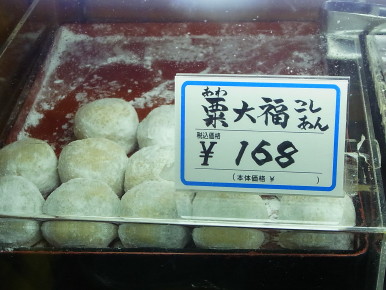 あわ
粟大福 こし
あん
税込価格
¥ 168
(本体価格 ¥ )